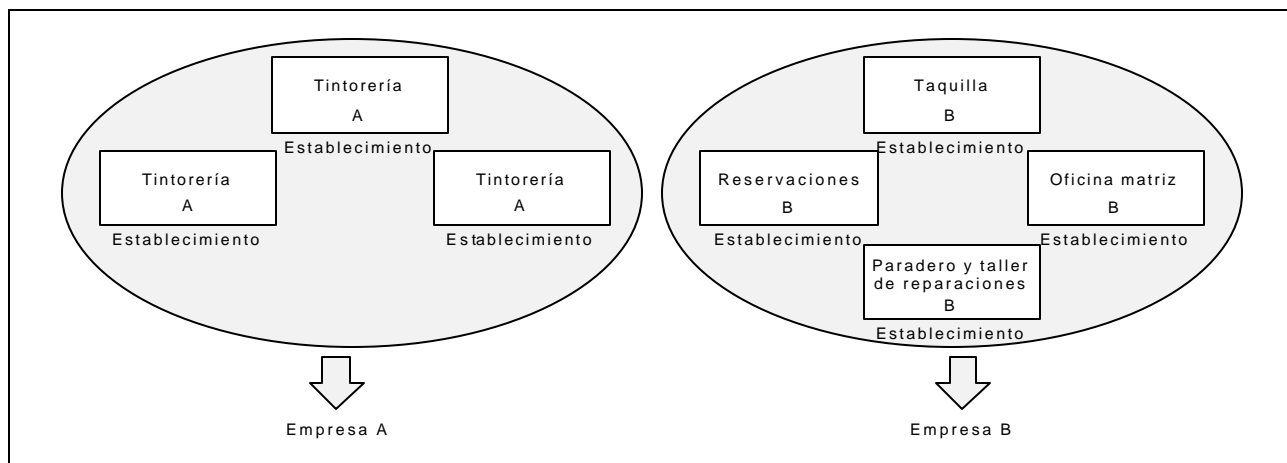 Tintorería
A
Establecimiento
Tintorería
A
Establecimiento
Tintorería
A
Establecimiento
Empresa A
Taquilla
B
Establecimiento
Reservaciones
B
Establecimiento
Oficina matriz
B
Establecimiento
Paradero y taller
de reparaciones
B
Establecimiento
Empresa B